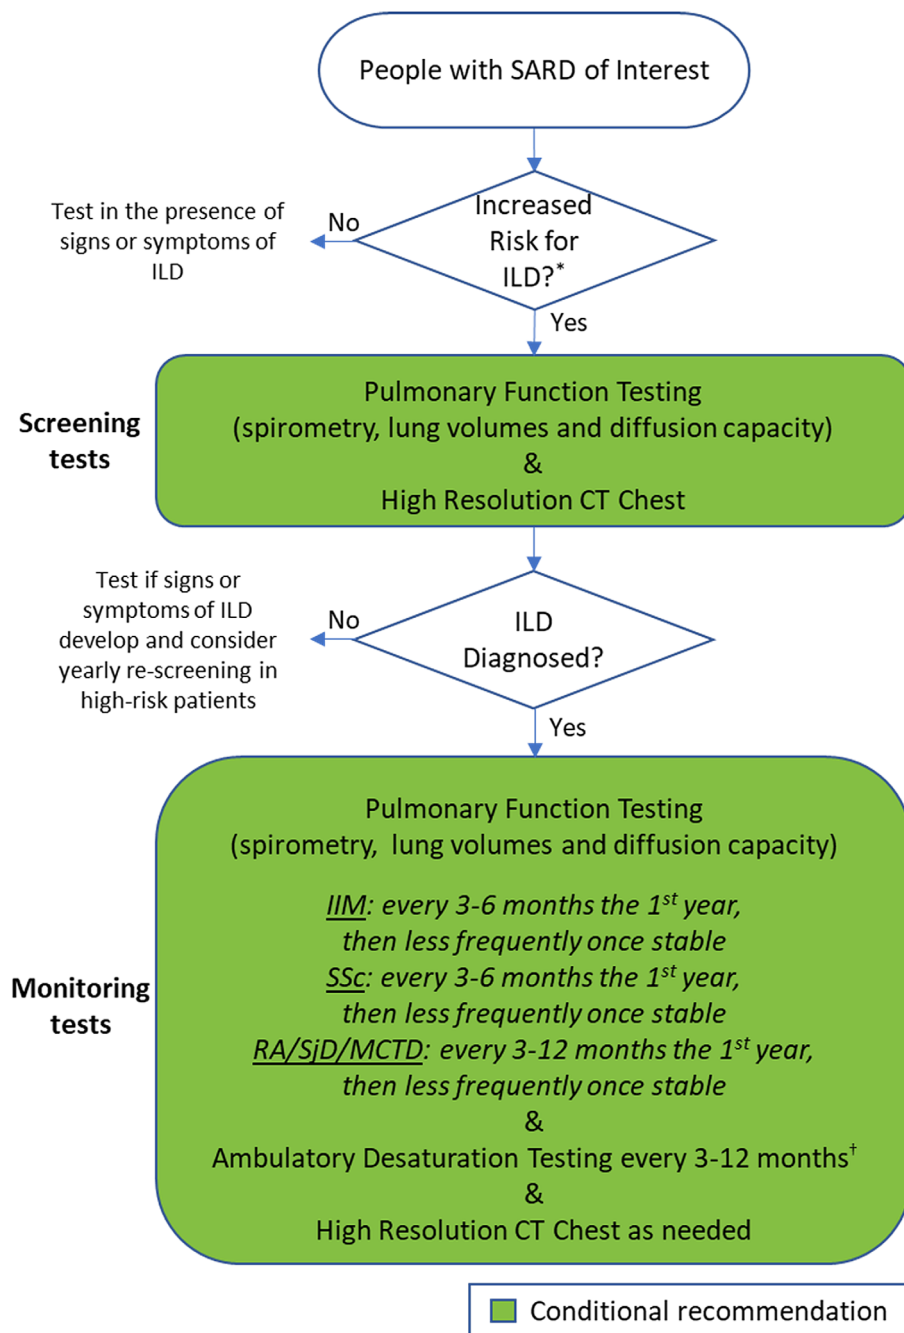 People with SARD of Interest
Increased
Risk for
ILD?*
No
Test in the presence of
signs or symptoms of
ILD
Yes
Screening
tests
Pulmonary Function Testing
(spirometry, lung volumes and diffusion capacity)
&
High Resolution CT Chest
ILD
Diagnosed?
No
Test if signs or
symptoms of ILD
develop and consider
yearly re-screening in
high-risk patients
Yes
Monitoring
tests
Pulmonary Function Testing
(spirometry, lung volumes and diffusion capacity)
IIM: every 3-6 months the 1st year,
then less frequently once stable
SSc: every 3-6 months the 1st year,
then less frequently once stable
RA/SjD/MCTD: every 3-12 months the 1st year,
then less frequently once stable
&
Ambulatory Desaturation Testing every 3-12 months†
&
High Resolution CT Chest as needed
Conditional recommendation